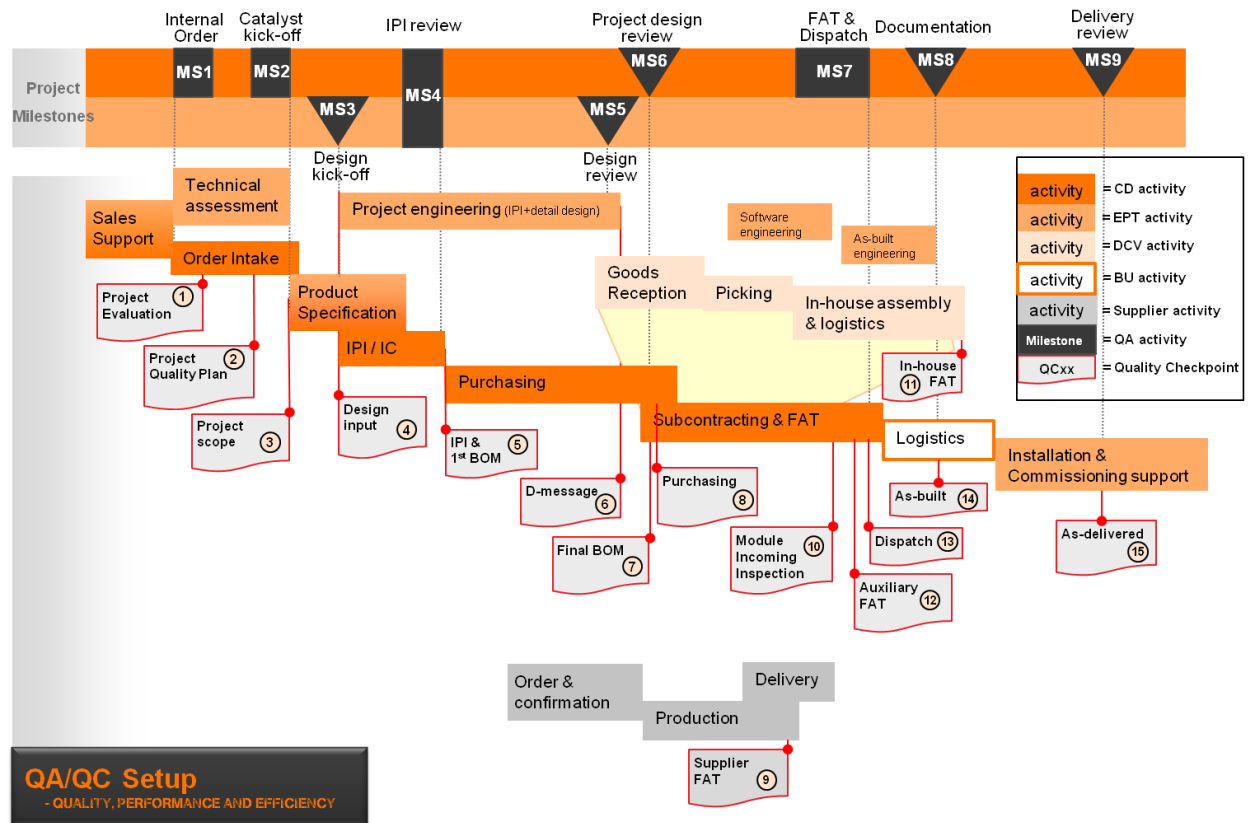 Internal
Order
Catalyst
kick-off
IPI review
Project design
review
FAT &
Dispatch
Documentation
Delivery
review
Project
Milestones
MS1
MS2
MS3
MS4
MS5
MS6
MS7
MS8
MS9
Design
kick-off
Design
review
Sales
Support
Technical
assessment
Order Intake
Project engineering (IPI+detail design)
Software
engineering
As-built
engineering
Product
Specification
IPI / IC
Purchasing
Goods
Reception
Picking
In-house assembly
& logistics
Subcontracting & FAT
Logistics
Installation &
Commissioning support
activity = CD activity
activity = EPT activity
activity = DCV activity
activity = BU activity
activity = Supplier activity
Milestone = QA activity
QCxx = Quality Checkpoint
Project
Evaluation
1
Project
Quality Plan
2
Project
scope
3
Design
input
4
IPI &
1st BOM
5
D-message
6
Final BOM
7
Purchasing
8
Module
Incoming
Inspection
10
In-house
FAT
11
Auxiliary
FAT
12
Dispatch
13
As-built
14
As-delivered
15
Order &
confirmation
Production
Delivery
Supplier
FAT
9
QA/QC Setup
- QUALITY, PERFORMANCE AND EFFICIENCY